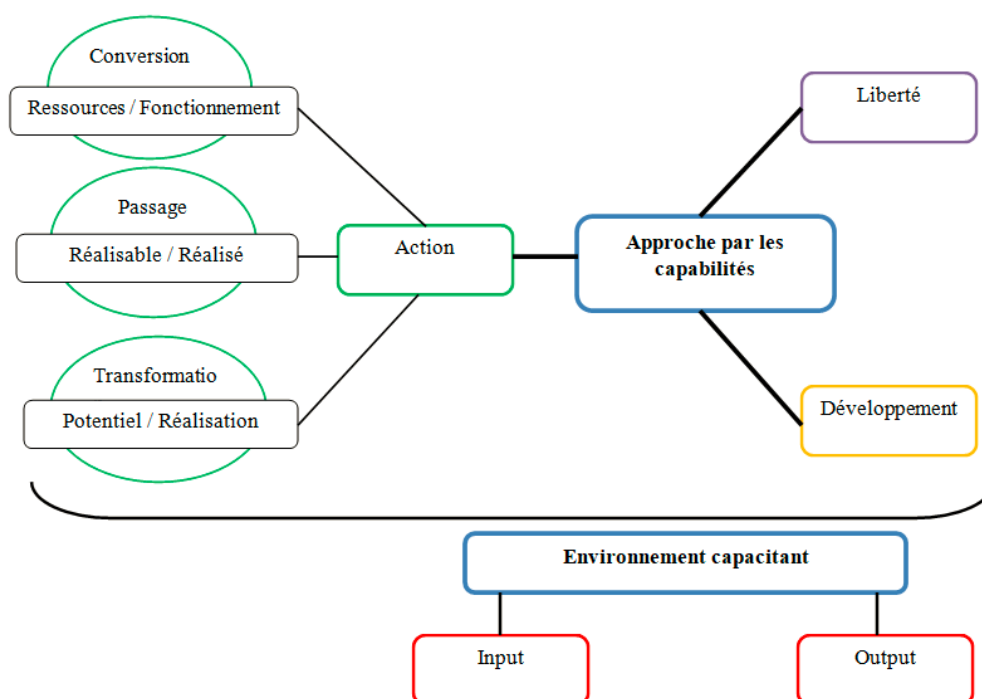 Conversion
Ressources / Fonctionnement
Passage
Réalisable / Réalisé
Transformatio
Potentiel / Réalisation
Action
Approche par les
capabilités
Liberté
Développement
Environnement capacitant
Input
Output